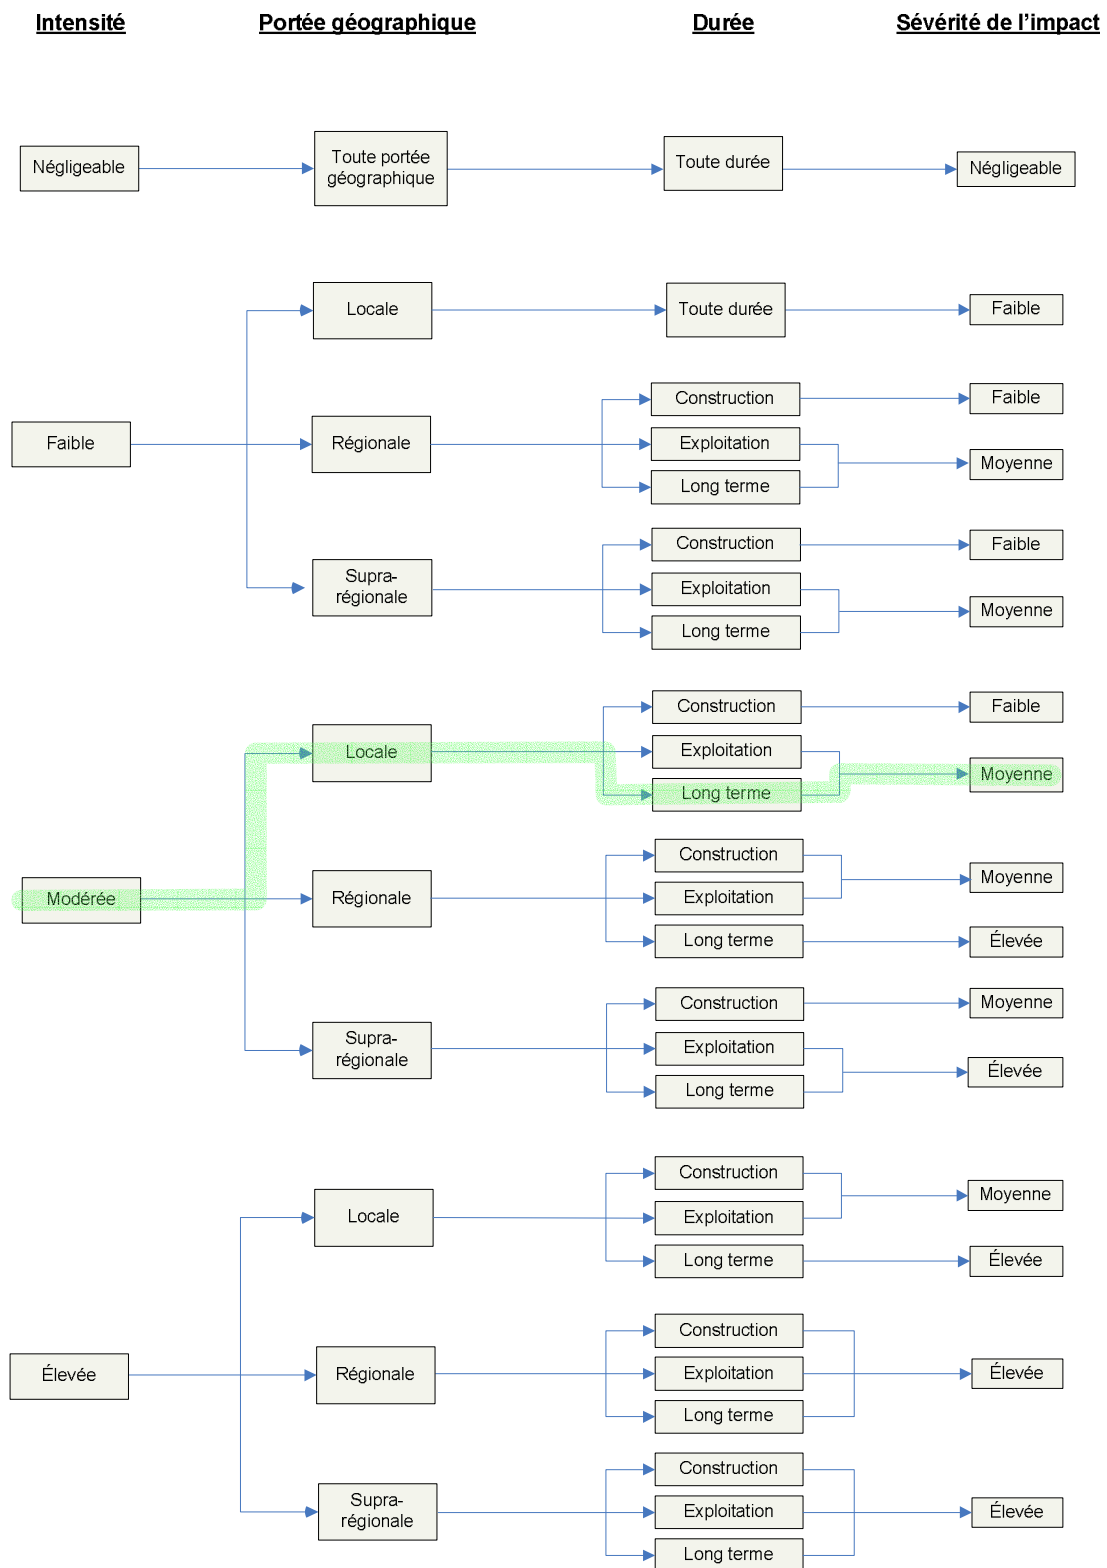 Intensité
Portée géographique
Durée
Sévérité de l'impact
Négligeable
Toute portée
géographique
Toute durée
Négligeable
Locale
Toute durée
Faible
Faible
Régionale
Construction
Exploitation
Long terme
Faible
Moyenne
Supra-
régionale
Construction
Exploitation
Long terme
Faible
Moyenne
Modérée
Locale
Construction
Exploitation
Long terme
Faible
Moyenne
Régionale
Construction
Exploitation
Long terme
Moyenne
Élevée
Supra-
régionale
Construction
Exploitation
Long terme
Moyenne
Élevée
Élevée
Locale
Construction
Exploitation
Long terme
Moyenne
Élevée
Régionale
Construction
Exploitation
Long terme
Élevée
Supra-
régionale
Construction
Exploitation
Long terme
Élevée